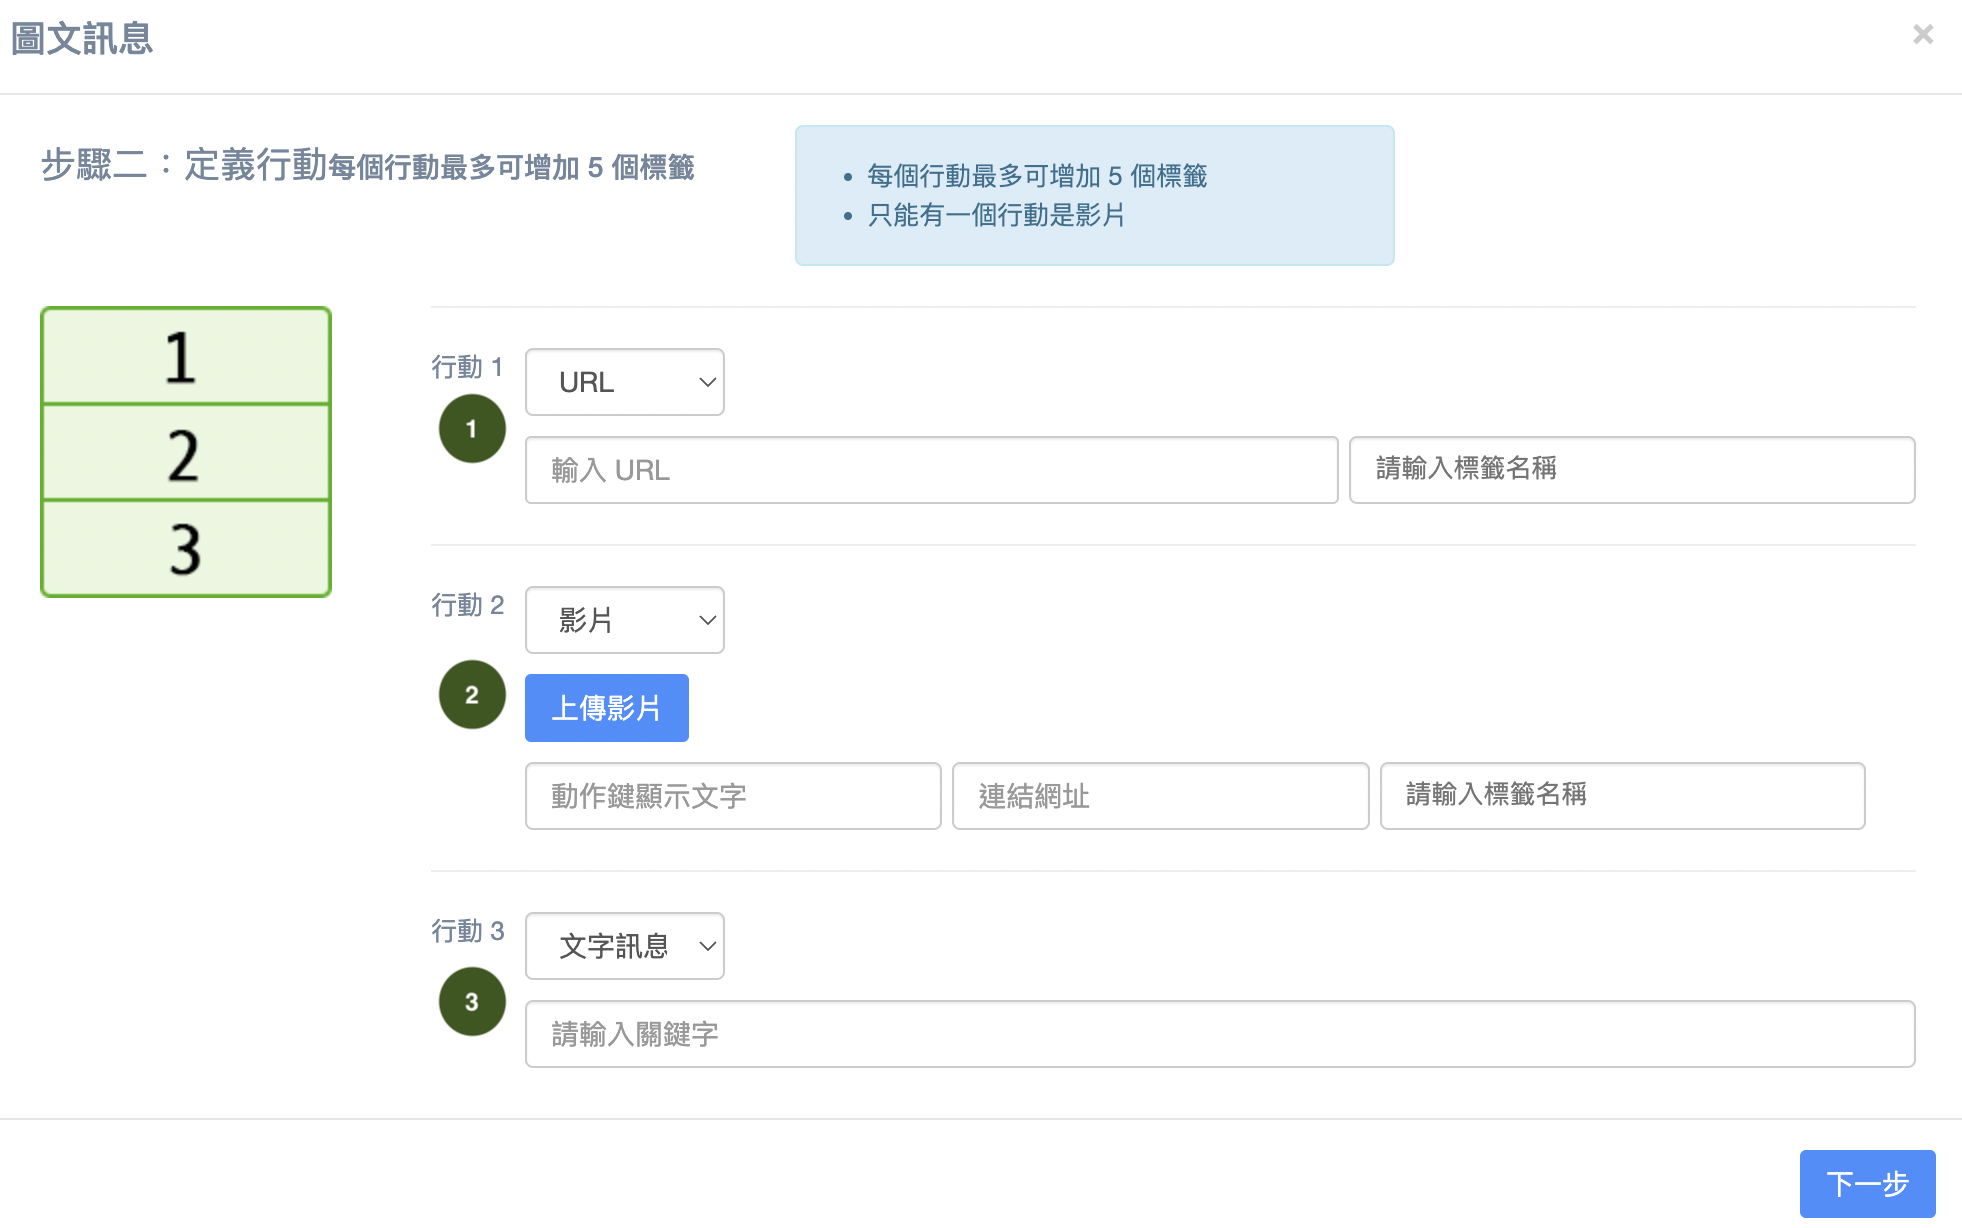 圖文訊息
×
步驟二：定義行動每個行動最多可增加 5 個標籤
• 每個行動最多可增加 5 個標籤
• 只能有一個行動是影片
1
2
3
行動 1
URL
1
輸入 URL
請輸入標籤名稱
行動 2
影片
2
上傳影片
動作鍵顯示文字
連結網址
請輸入標籤名稱
行動 3
文字訊息
3
請輸入關鍵字
下一步